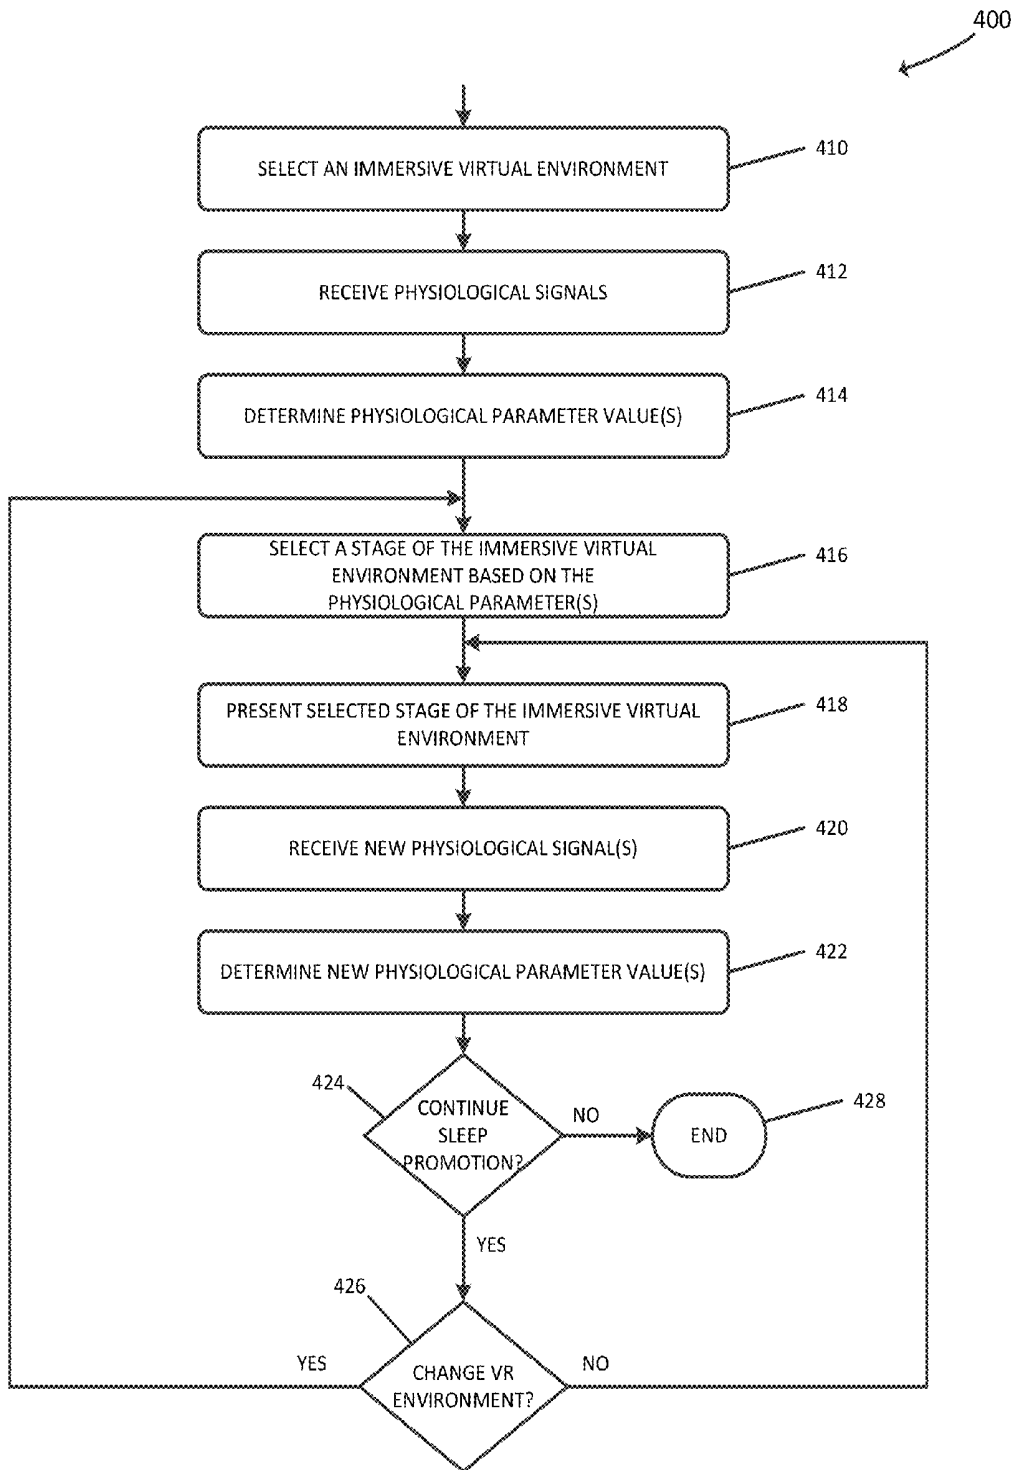 400
SELECT AN IMMERSIVE VIRTUAL ENVIRONMENT
410
RECEIVE PHYSIOLOGICAL SIGNALS
412
DETERMINE PHYSIOLOGICAL PARAMETER VALUE(S)
414
SELECT A STAGE OF THE IMMERSIVE VIRTUAL
ENVIRONMENT BASED ON THE
PHYSIOLOGICAL PARAMETER(S)
416
PRESENT SELECTED STAGE OF THE IMMERSIVE VIRTUAL
ENVIRONMENT
418
RECEIVE NEW PHYSIOLOGICAL SIGNAL(S)
420
DETERMINE NEW PHYSIOLOGICAL PARAMETER VALUE(S)
422
424
CONTINUE
SLEEP
PROMOTION?
NO
END
428
YES
426
YES
CHANGE VR
ENVIRONMENT?
NO